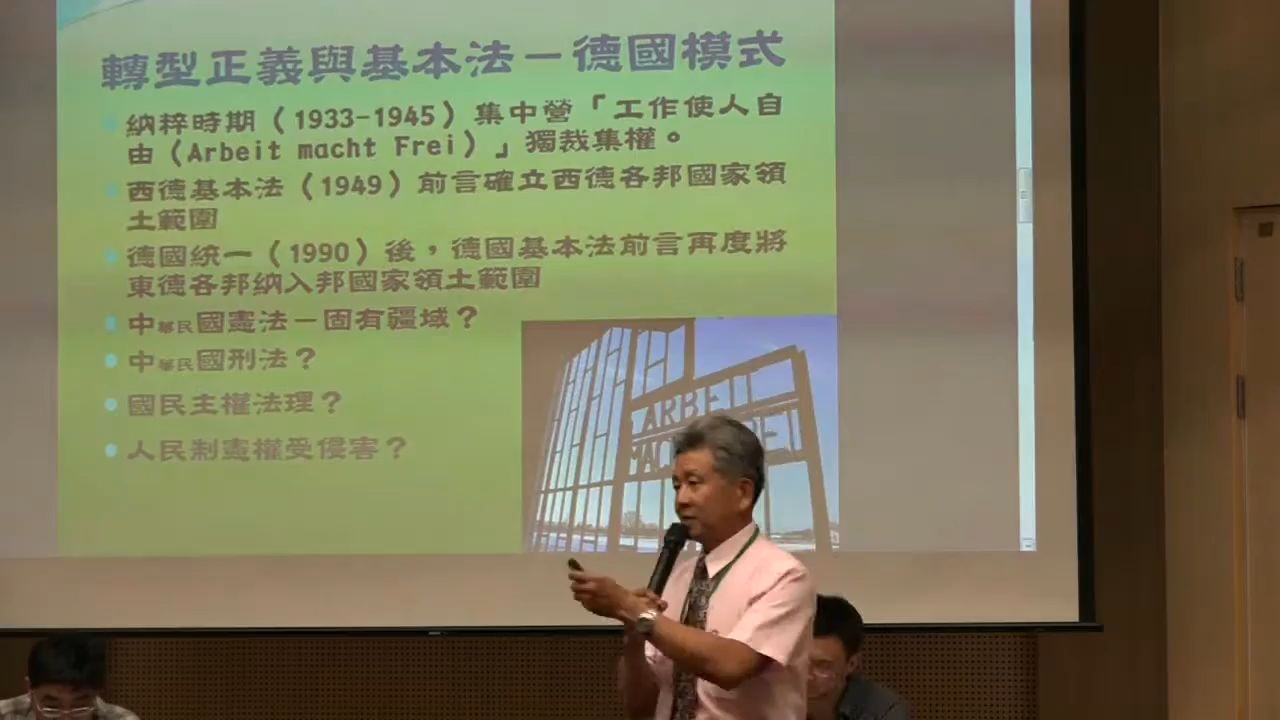 轉型正義與基本法－德國模式
納粹時期（1933-1945）集中營「工作使人自
由（Arbeit macht Frei）」獨裁集權。
西德基本法（1949）前言確立西德各邦國家領
土範圍
德國統一（1990）後，德國基本法前言再度將
東德各邦納入邦國家領土範圍
中華民國憲法－固有疆域？
中華民國刑法？
國民主權法理？
人民制憲權受侵害？
ARBEIT